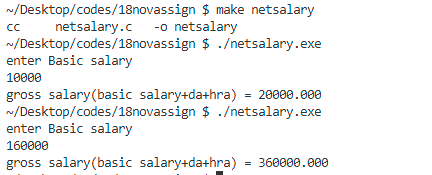 ~/Desktop/codes/18novassign $ make netsalary
cc     netsalary.c   -o netsalary
~/Desktop/codes/18novassign $ ./netsalary.exe
enter Basic salary
10000
gross salary(basic salary+da+hra) = 20000.000
~/Desktop/codes/18novassign $ ./netsalary.exe
enter Basic salary
160000
gross salary(basic salary+da+hra) = 360000.000